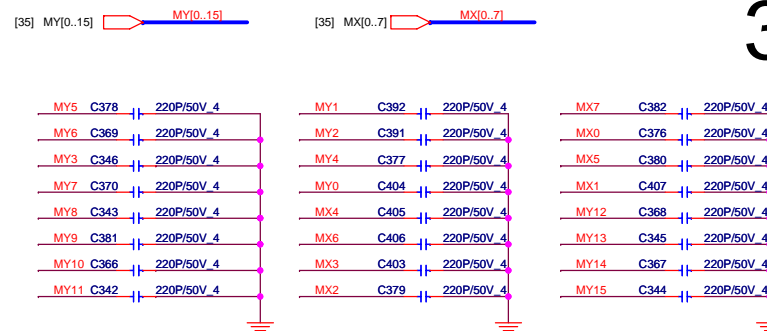 [35] MY[0..15] MY[0..15] [35] MX[0..7] MX[0..7]
3
MY5 C378 220P/50V_4 MY1 C392 220P/50V_4 MX7 C382 220P/50V_4
MY6 C369 220P/50V_4 MY2 C391 220P/50V_4 MX0 C376 220P/50V_4
MY3 C346 220P/50V_4 MY4 C377 220P/50V_4 MX5 C380 220P/50V_4
MY7 C370 220P/50V_4 MY0 C404 220P/50V_4 MX1 C407 220P/50V_4
MY8 C343 220P/50V_4 MX4 C405 220P/50V_4 MY12 C368 220P/50V_4
MY9 C381 220P/50V_4 MX6 C406 220P/50V_4 MY13 C345 220P/50V_4
MY10 C366 220P/50V_4 MX3 C403 220P/50V_4 MY14 C367 220P/50V_4
MY11 C342 220P/50V_4 MX2 C379 220P/50V_4 MY15 C344 220P/50V_4